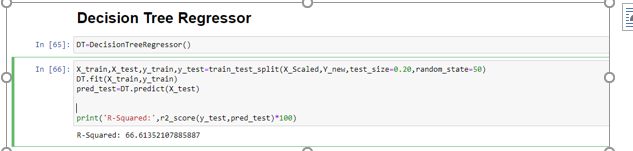 Decision Tree Regressor
In [65]: DT=DecisionTreeRegressor()
In [66]: X_train,X_test,y_train,y_test=train_test_split(X_Scaled,Y_new,test_size=0.20,random_state=50)
DT.fit(X_train,y_train)
pred_test=DT.predict(X_test)
print('R-Squared:',r2_score(y_test,pred_test)*100)
R-Squared: 66.61352107885887